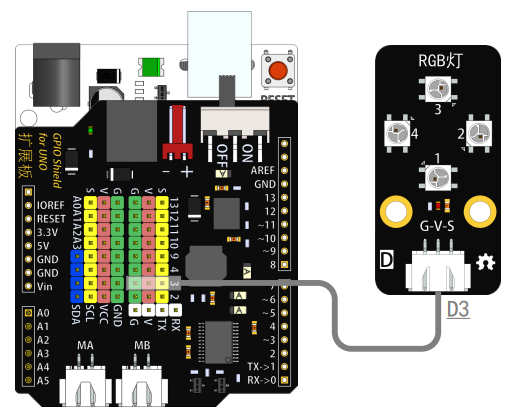 RESET
GPIO Shield
for UNO
扩展板
OFF
ON
-
+
IOREF
RESET
3.3V
5V
GND
GND
Vin
A0
A1
A2
A3
A4
A5
S V G G V S
A0 A1 A2 A3
13
12
11
10
9
4
3
2
SDA
SCL
VCC
GND
G
V
TX
RX
A
A
A
A
AREF
GND
13
12
~11
~10
~9
8
7
~6
~5
4
~3
2
TX->1
RX->0
MA
MB
RGB灯
3
4
2
1
G-V-S
D
D3